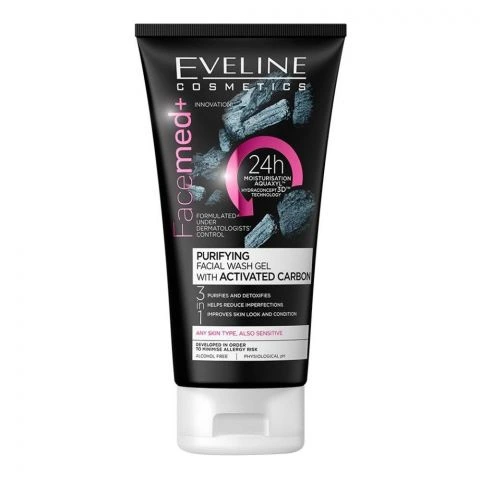 EVELINE
COSMETICS
INNOVATION
Facemed+
24h
MOISTURISATION
AQUAXYL™
HYDRACONCEPT 3D™
TECHNOLOGY
FORMULATED
UNDER
DERMATOLOGISTS'
CONTROL
PURIFYING
FACIAL WASH GEL
WITH ACTIVATED CARBON
3 in 1
PURIFIES AND DETOXIFIES
HELPS REDUCE IMPERFECTIONS
IMPROVES SKIN LOOK AND CONDITION
ANY SKIN TYPE, ALSO SENSITIVE
DEVELOPED IN ORDER
TO MINIMISE ALLERGY RISK
ALCOHOL FREE | PHYSIOLOGICAL pH